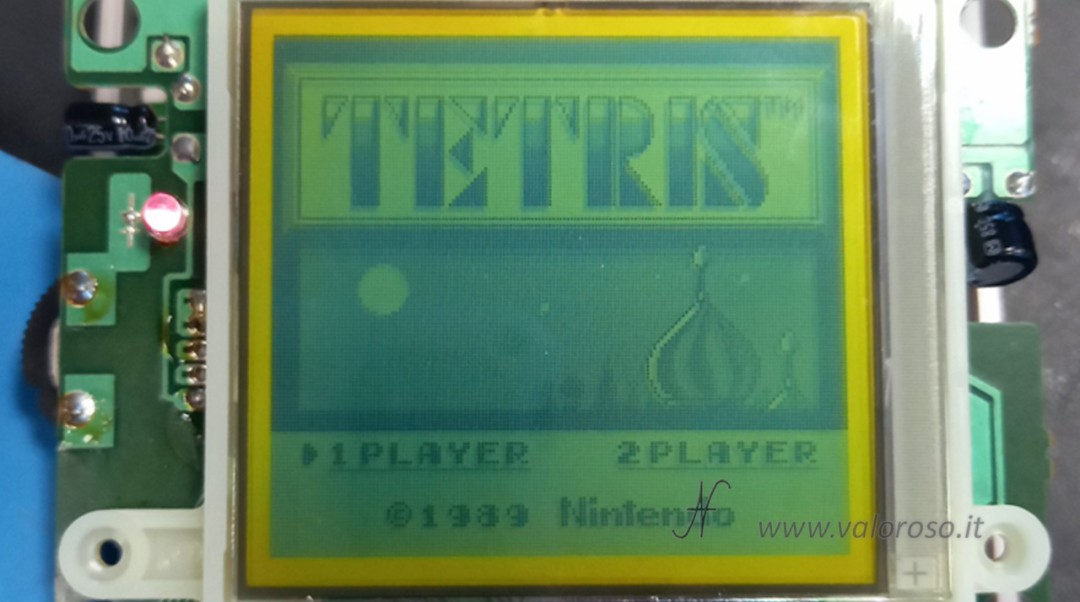 TETRIS™
▶1PLAYER 2PLAYER
©1989 Nintendo
www.valoroso.it